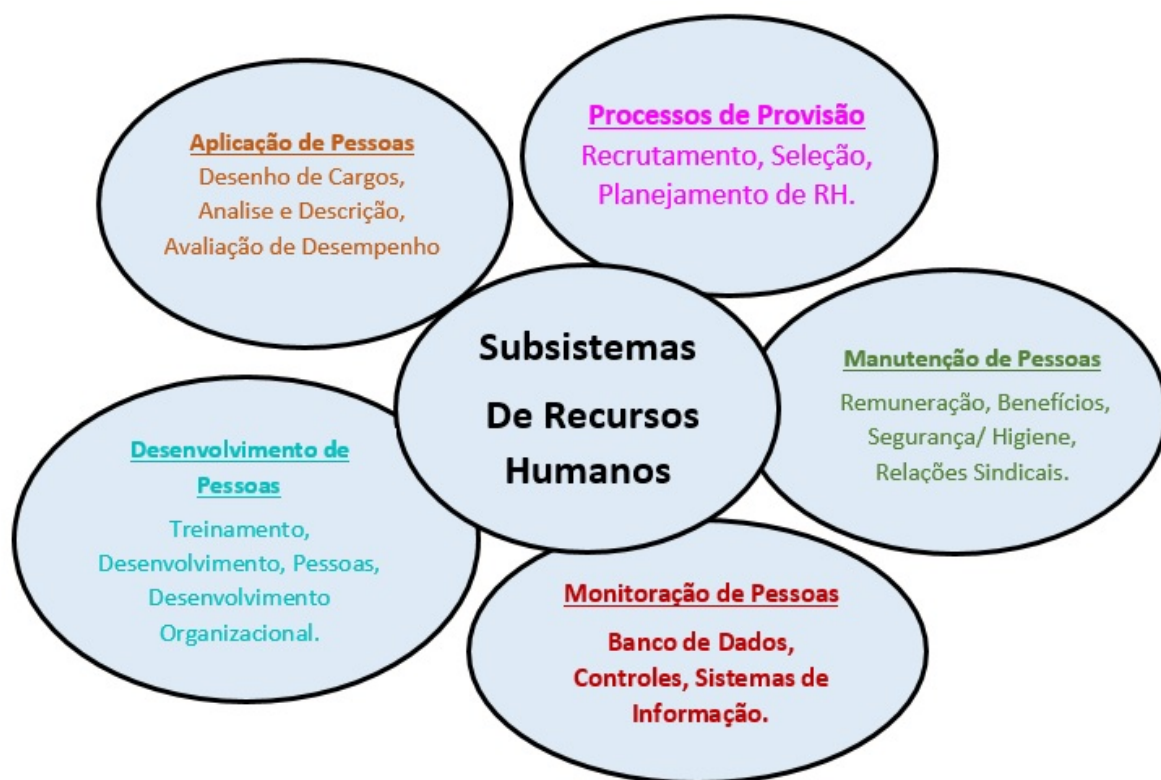 Processos de Provisão
Recrutamento, Seleção,
Planejamento de RH.
Aplicação de Pessoas
Desenho de Cargos,
Analise e Descrição,
Avaliação de Desempenho
Subsistemas
De Recursos
Humanos
Manutenção de Pessoas
Remuneração, Benefícios,
Segurança/ Higiene,
Relações Sindicais.
Desenvolvimento de
Pessoas
Treinamento,
Desenvolvimento, Pessoas,
Desenvolvimento
Organizacional.
Monitoração de Pessoas
Banco de Dados,
Controles, Sistemas de
Informação.